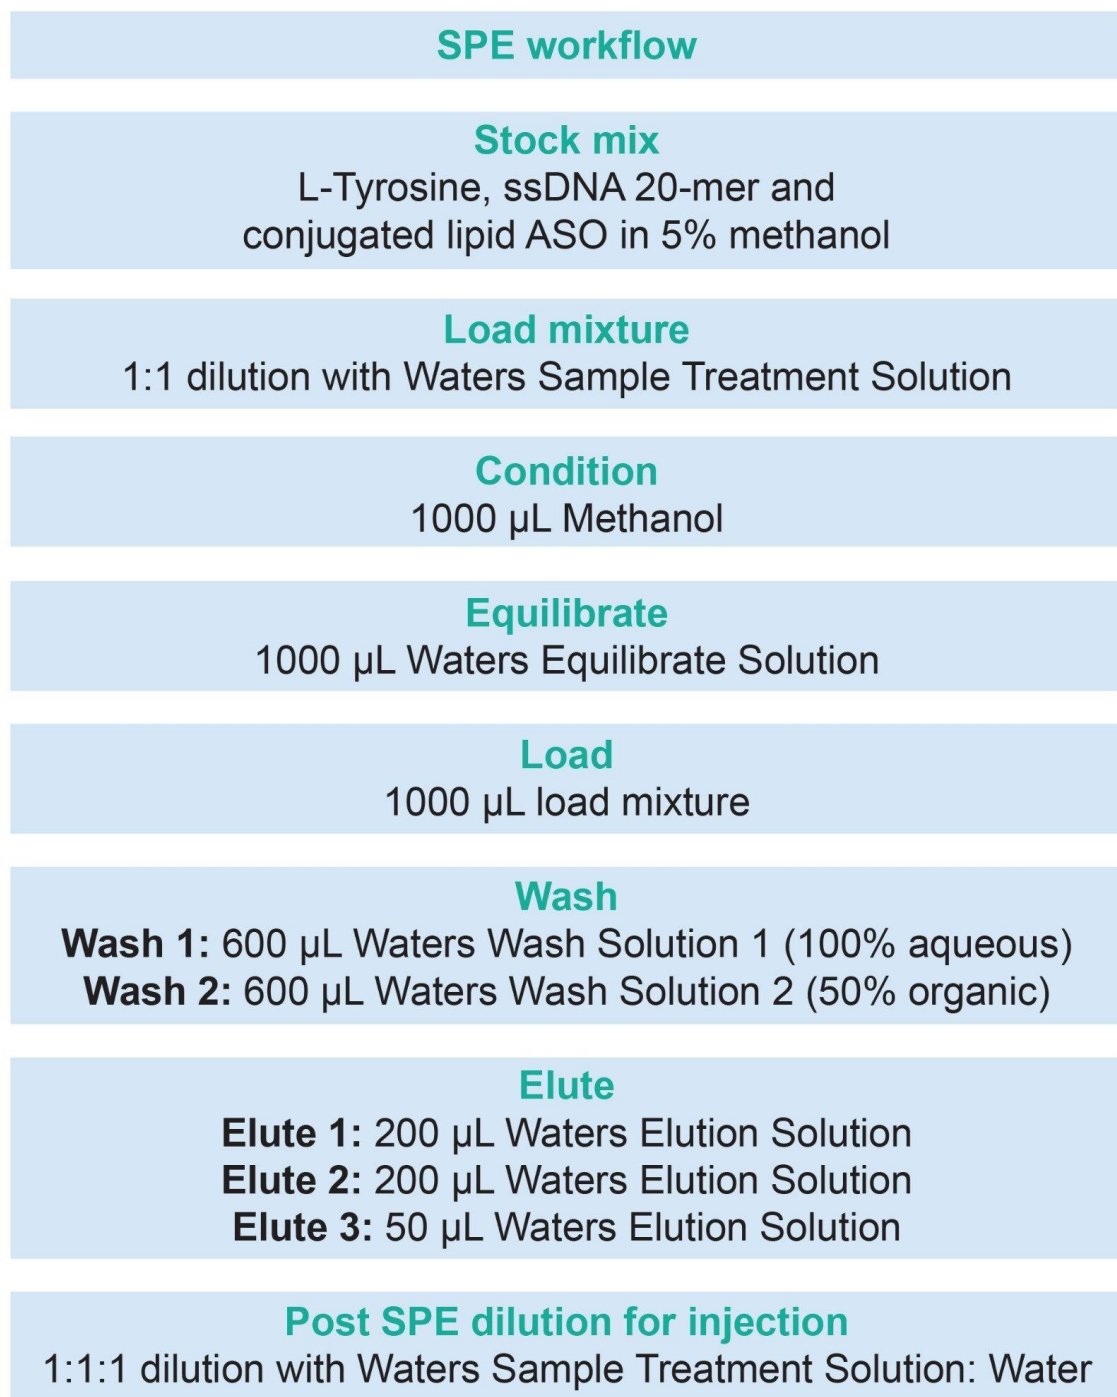 SPE workflow
Stock mix
L-Tyrosine, ssDNA 20-mer and
conjugated lipid ASO in 5% methanol
Load mixture
1:1 dilution with Waters Sample Treatment Solution
Condition
1000 µL Methanol
Equilibrate
1000 µL Waters Equilibrate Solution
Load
1000 µL load mixture
Wash
Wash 1: 600 µL Waters Wash Solution 1 (100% aqueous)
Wash 2: 600 µL Waters Wash Solution 2 (50% organic)
Elute
Elute 1: 200 µL Waters Elution Solution
Elute 2: 200 µL Waters Elution Solution
Elute 3: 50 µL Waters Elution Solution
Post SPE dilution for injection
1:1:1 dilution with Waters Sample Treatment Solution: Water